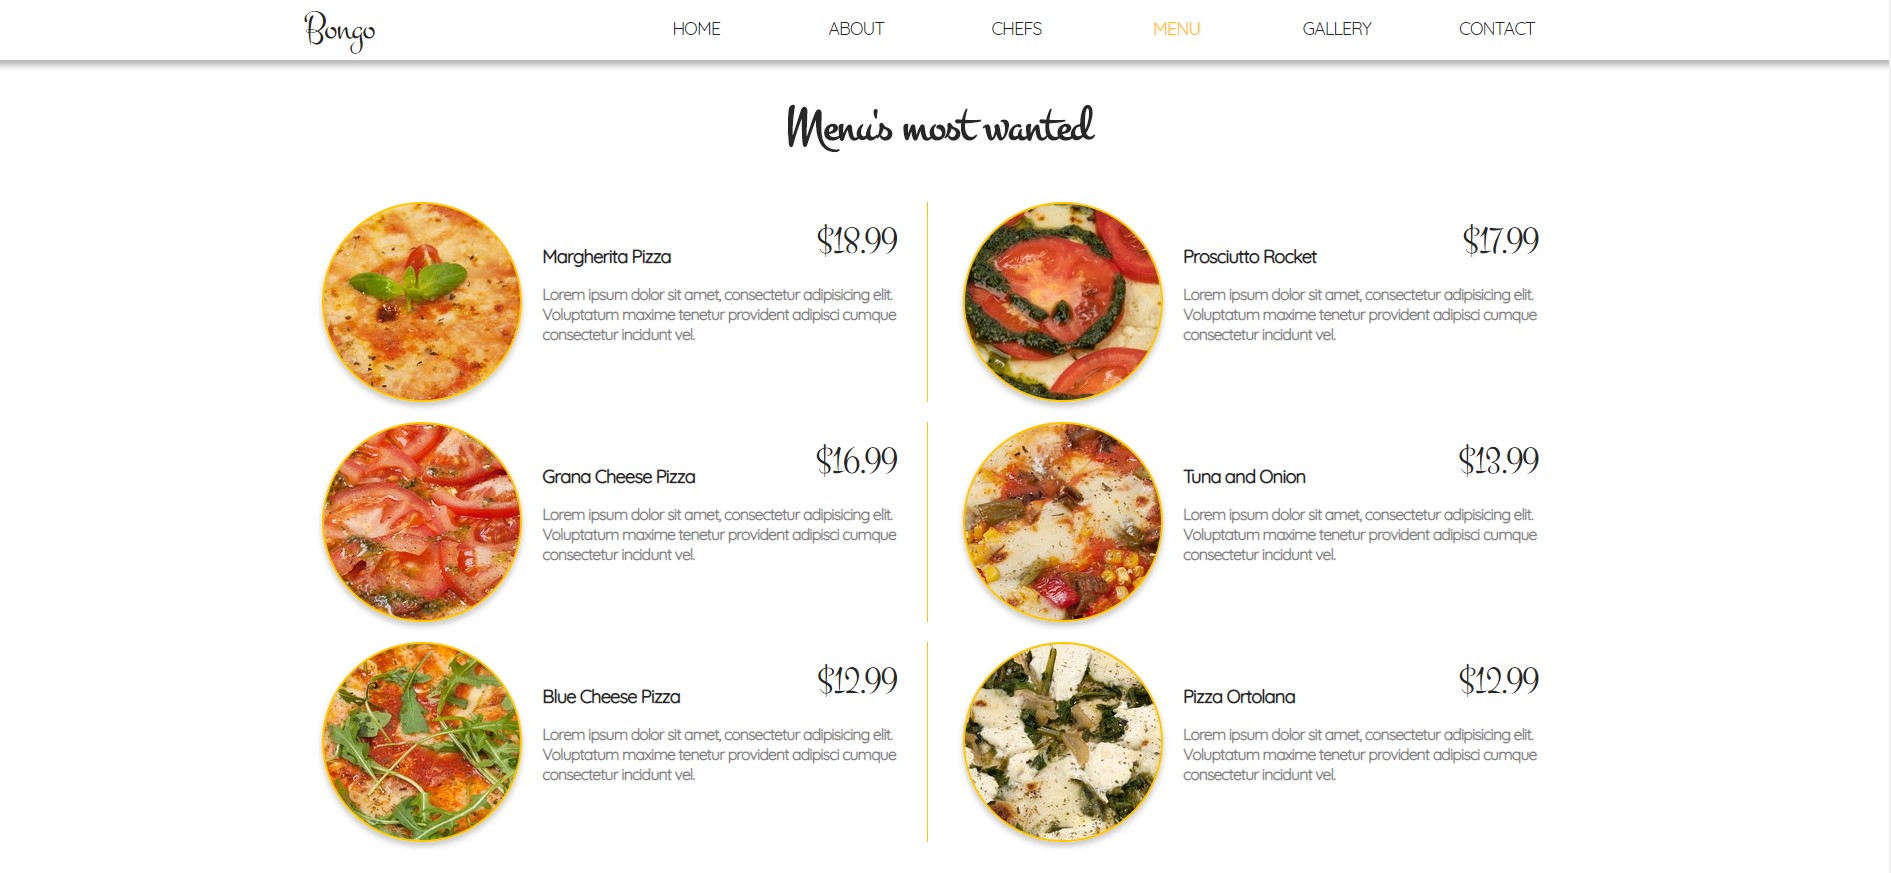 Bongo
HOME ABOUT CHEFS MENU GALLERY CONTACT
Menu's most wanted
Margherita Pizza $18.99
Lorem ipsum dolor sit amet, consectetur adipisicing elit.
Voluptatum maxime tenetur provident adipisci cumque
consectetur incidunt vel.
Prosciutto Rocket $17.99
Lorem ipsum dolor sit amet, consectetur adipisicing elit.
Voluptatum maxime tenetur provident adipisci cumque
consectetur incidunt vel.
Grana Cheese Pizza $16.99
Lorem ipsum dolor sit amet, consectetur adipisicing elit.
Voluptatum maxime tenetur provident adipisci cumque
consectetur incidunt vel.
Tuna and Onion $13.99
Lorem ipsum dolor sit amet, consectetur adipisicing elit.
Voluptatum maxime tenetur provident adipisci cumque
consectetur incidunt vel.
Blue Cheese Pizza $12.99
Lorem ipsum dolor sit amet, consectetur adipisicing elit.
Voluptatum maxime tenetur provident adipisci cumque
consectetur incidunt vel.
Pizza Ortolana $12.99
Lorem ipsum dolor sit amet, consectetur adipisicing elit.
Voluptatum maxime tenetur provident adipisci cumque
consectetur incidunt vel.